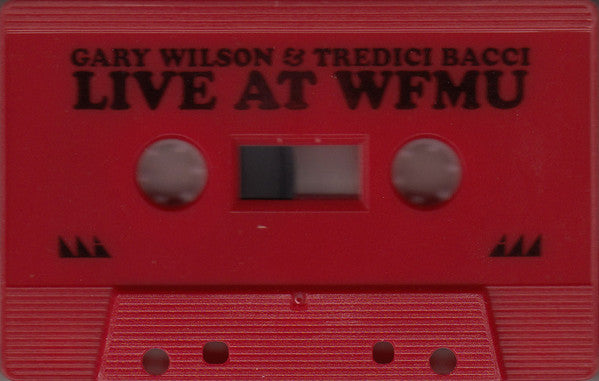 GARY WILSON & TREDICI BACCI
LIVE AT WFMU